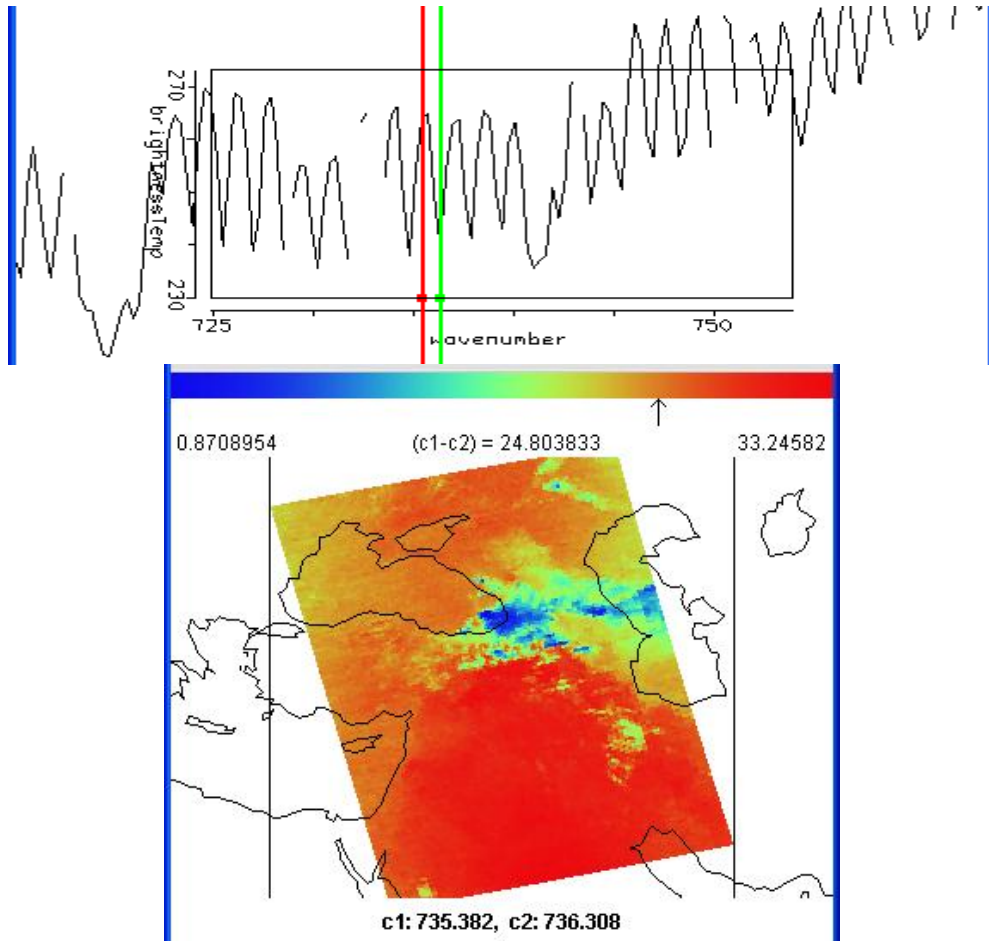 270
brightnessTemp
230
725
750
wavenumber
0.8708954 (c1-c2) = 24.803833 33.24582
c1: 735.382, c2: 736.308